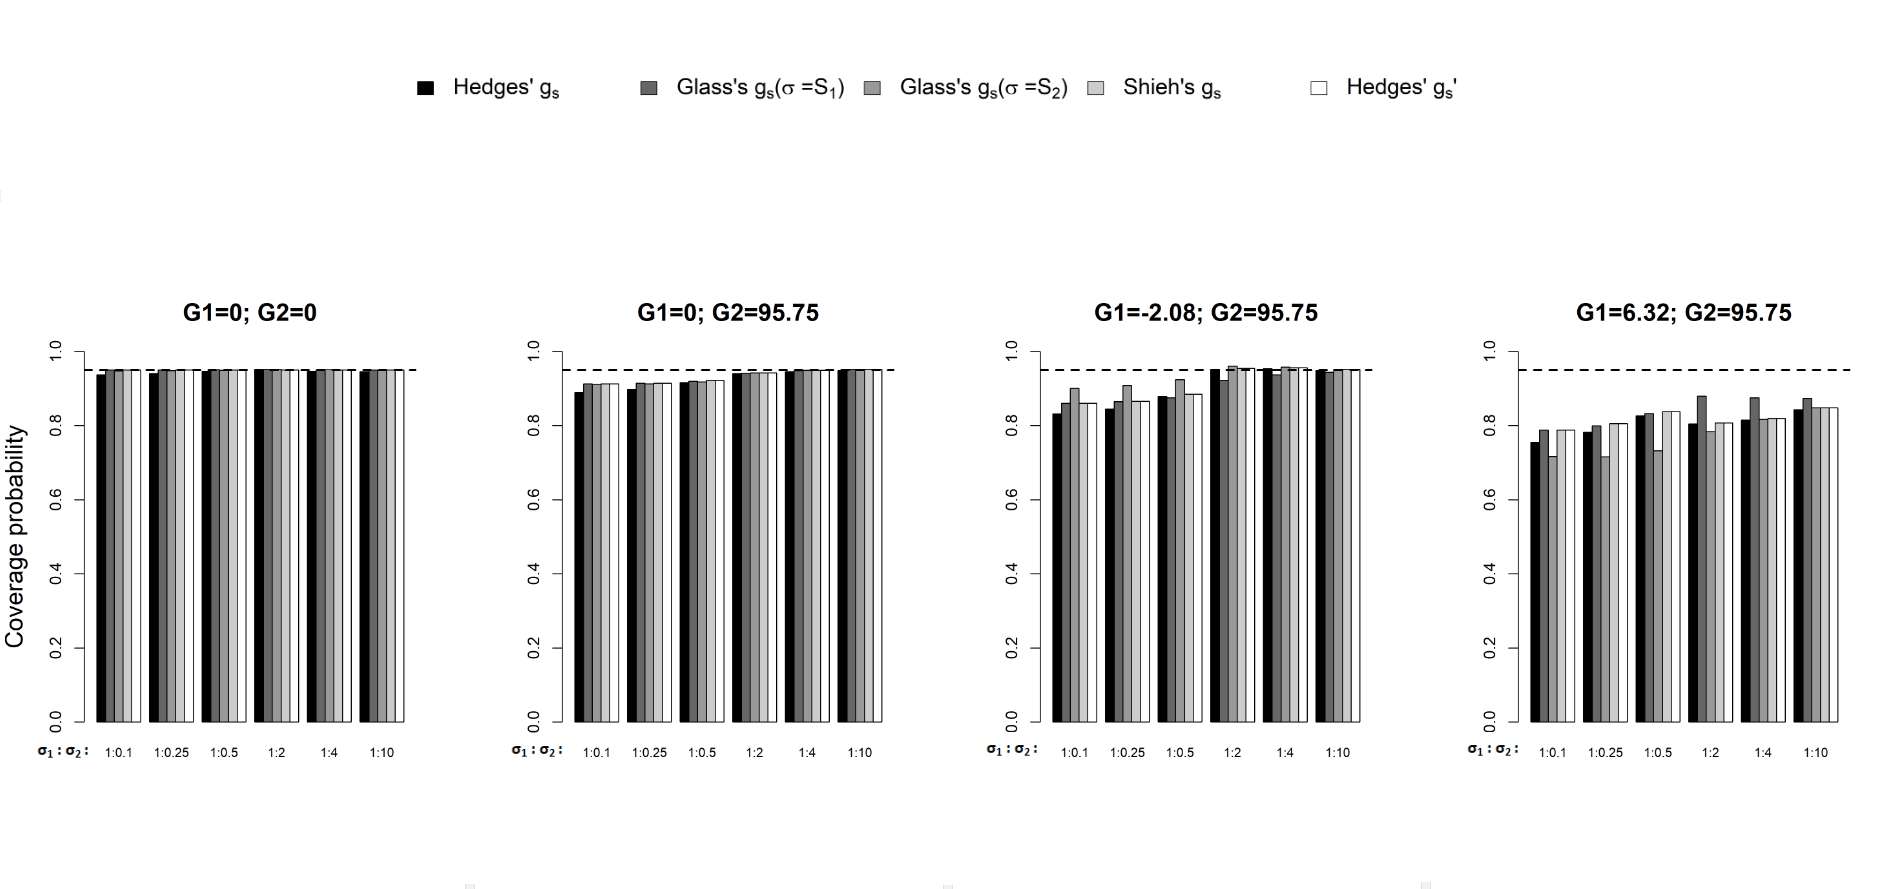 Hedges' gₛ Glass's gₛ(σ =S₁) Glass's gₛ(σ =S₂) Shieh's gₛ Hedges' gₛ'
G1=0; G2=0
Coverage probability
0.0 0.2 0.4 0.6 0.8 1.0
σ₁ : σ₂ : 1:0.1 1:0.25 1:0.5 1:2 1:4 1:10
G1=0; G2=95.75
0.0 0.2 0.4 0.6 0.8 1.0
σ₁ : σ₂ : 1:0.1 1:0.25 1:0.5 1:2 1:4 1:10
G1=-2.08; G2=95.75
0.0 0.2 0.4 0.6 0.8 1.0
σ₁ : σ₂ : 1:0.1 1:0.25 1:0.5 1:2 1:4 1:10
G1=6.32; G2=95.75
0.0 0.2 0.4 0.6 0.8 1.0
σ₁ : σ₂ : 1:0.1 1:0.25 1:0.5 1:2 1:4 1:10